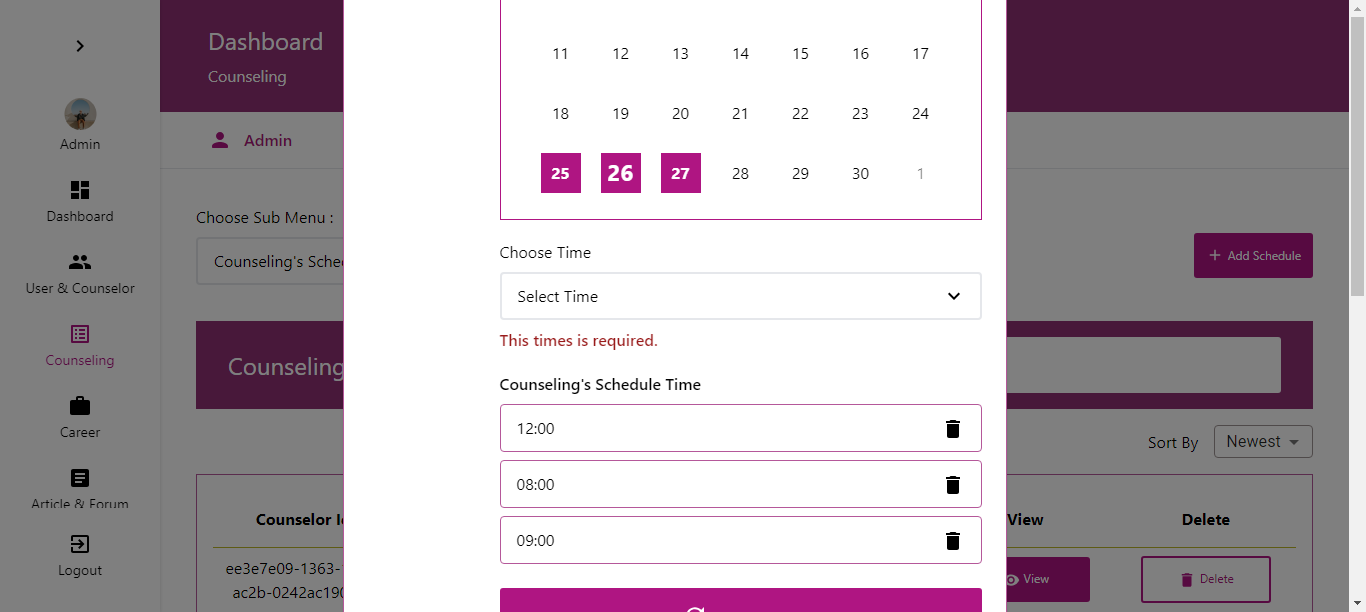 Dashboard
Counseling
Admin
Dashboard
User & Counselor
Counseling
Career
Article & Forum
Logout
Admin
Choose Sub Menu :
Counseling's Sche
Add Schedule
Counseling
Sort By
Newest
Counselor I
View
Delete
ee3e7e09-1363-
ac2b-0242ac190
View
Delete
11 12 13 14 15 16 17
18 19 20 21 22 23 24
25 26 27 28 29 30 1
Choose Time
Select Time
This times is required.
Counseling's Schedule Time
12:00
08:00
09:00